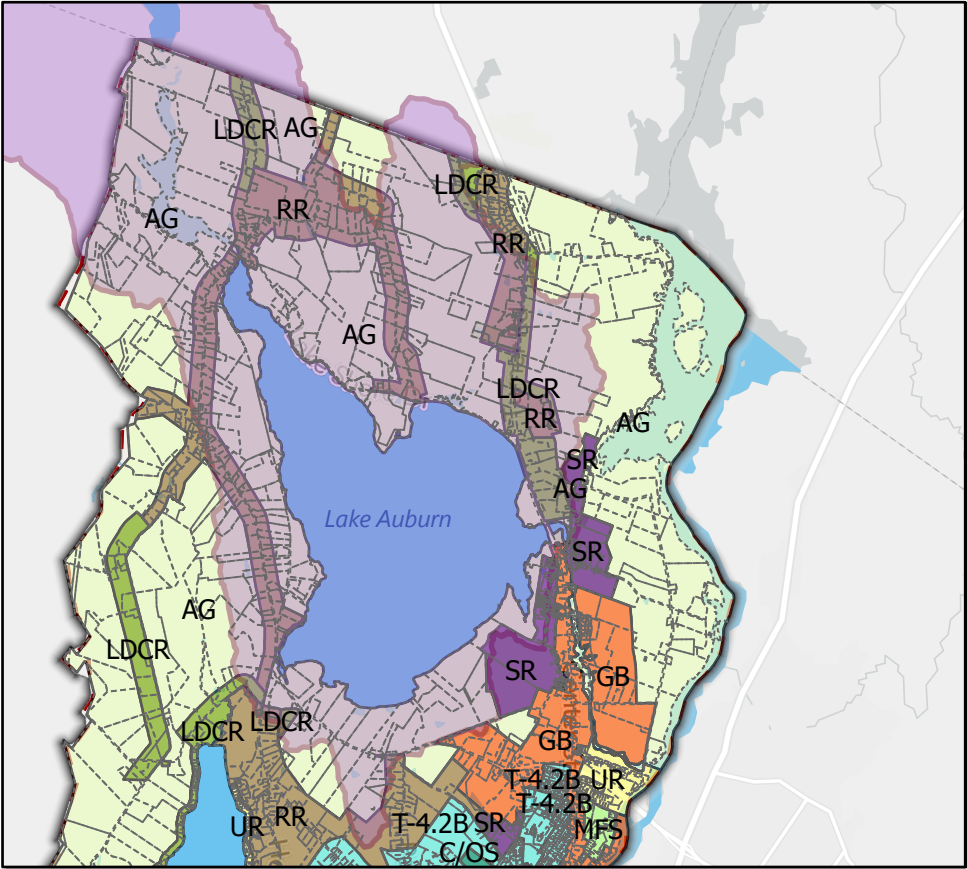 LDCR AG
LDCR
AG
RR
RR
AG
LDCR
RR
AG
SR
AG
Lake Auburn
SR
AG
LDCR
SR
GB
LDCR
LDCR
GB
T-4.2B UR
T-4.2B
UR
RR
T-4.2B SR
MFS
C/OS